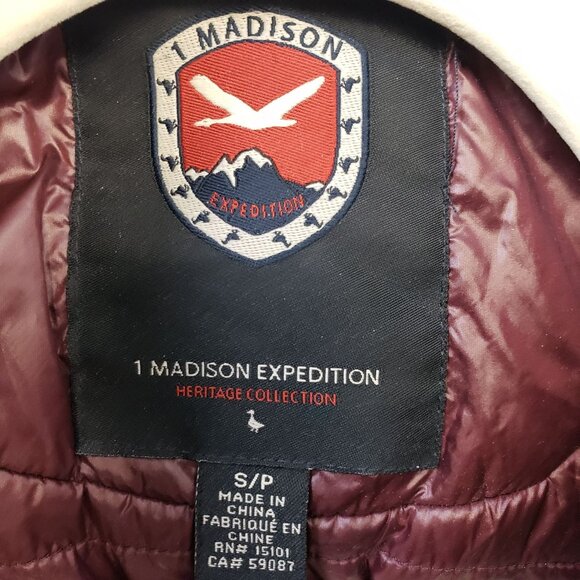 1 MADISON
EXPEDITION
1 MADISON EXPEDITION
HERITAGE COLLECTION
S/P
MADE IN
CHINA
FABRIQUÉ EN
CHINE
RN# 15101
CA# 59087